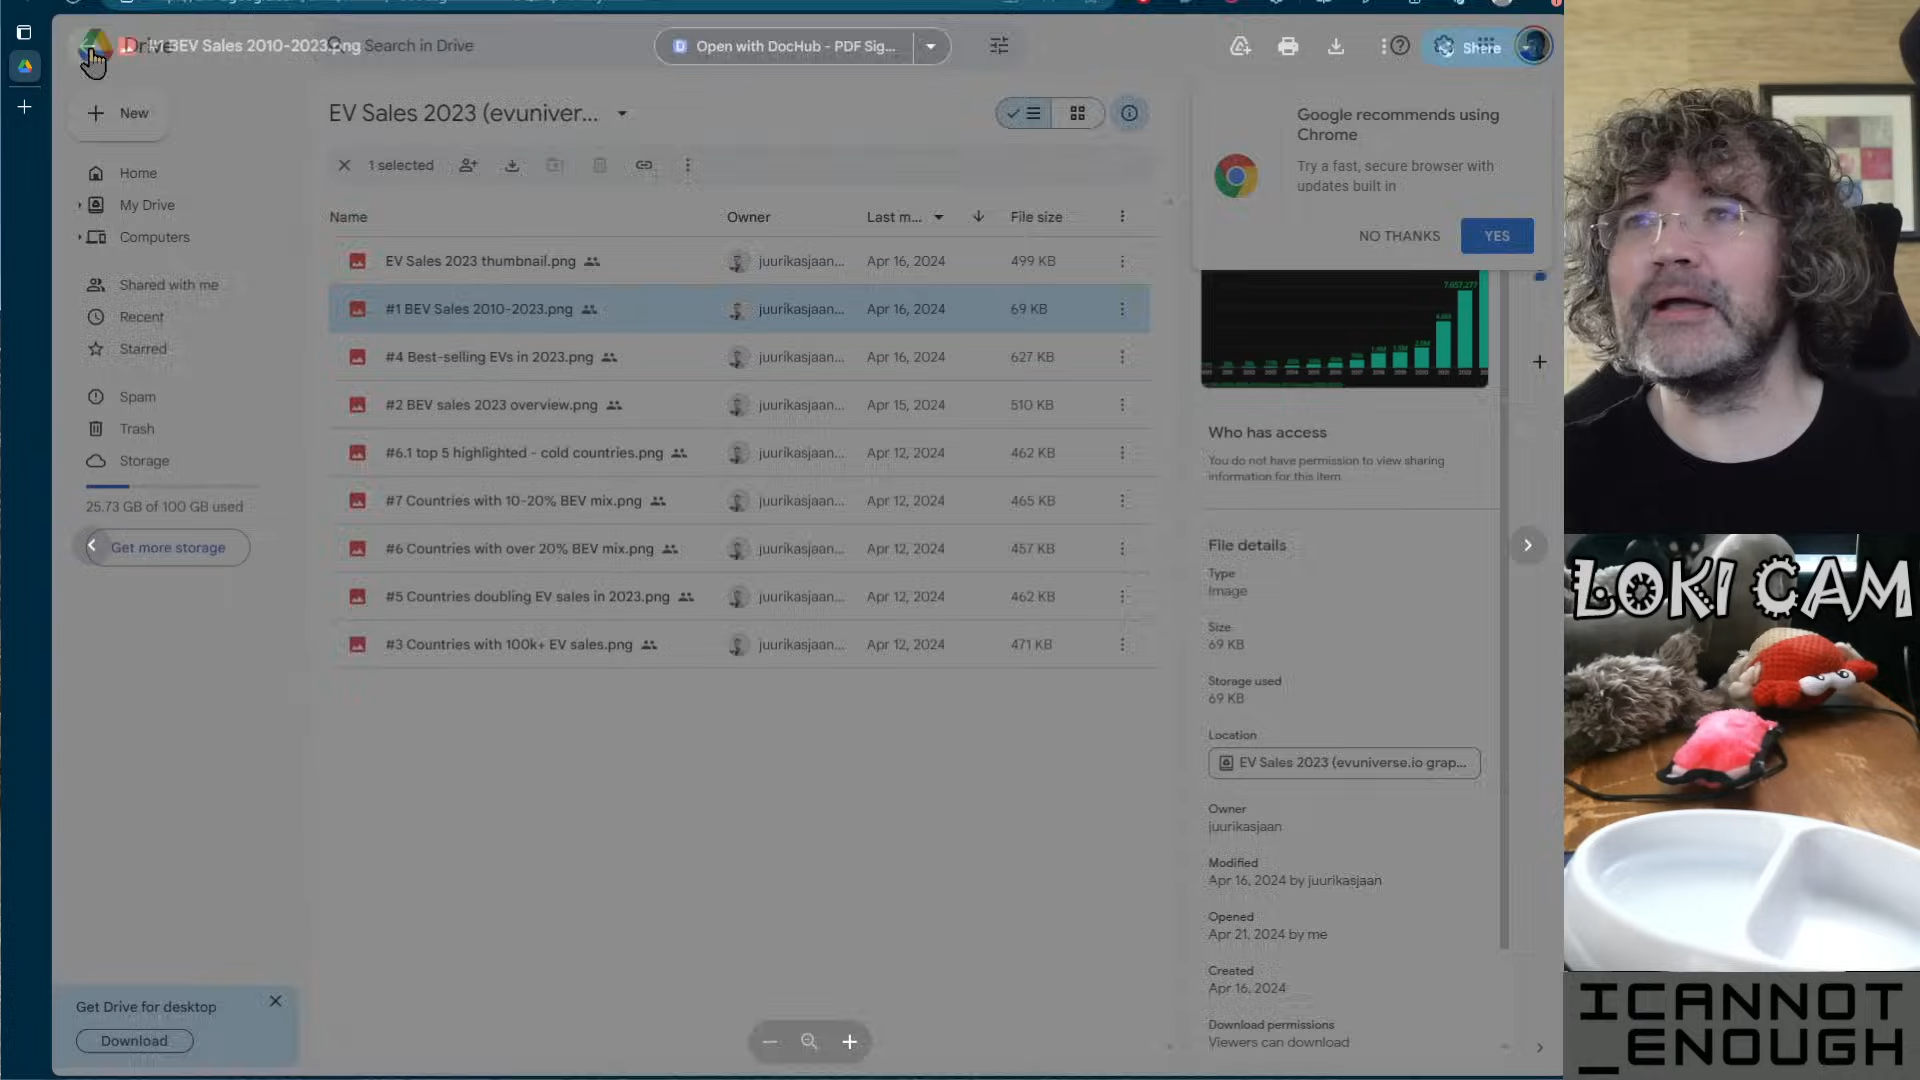 Drive
#1 BEV Sales 2010-2023.png
Search in Drive
Open with DocHub - PDF Sig...
Share
New
EV Sales 2023 (evuniver...
Google recommends using
Chrome
Try a fast, secure browser with
updates built in
NO THANKS
YES
1 selected
Home
My Drive
Computers
Shared with me
Recent
Starred
Spam
Trash
Storage
25.73 GB of 100 GB used
Get more storage
Name
Owner
Last m...
File size
EV Sales 2023 thumbnail.png
juurikasjaan...
Apr 16, 2024
499 KB
#1 BEV Sales 2010-2023.png
juurikasjaan...
Apr 16, 2024
69 KB
#4 Best-selling EVs in 2023.png
juurikasjaan...
Apr 16, 2024
627 KB
#2 BEV sales 2023 overview.png
juurikasjaan...
Apr 15, 2024
510 KB
#6.1 top 5 highlighted - cold countries.png
juurikasjaan...
Apr 12, 2024
462 KB
#7 Countries with 10-20% BEV mix.png
juurikasjaan...
Apr 12, 2024
465 KB
#6 Countries with over 20% BEV mix.png
juurikasjaan...
Apr 12, 2024
457 KB
#5 Countries doubling EV sales in 2023.png
juurikasjaan...
Apr 12, 2024
462 KB
#3 Countries with 100k+ EV sales.png
juurikasjaan...
Apr 12, 2024
471 KB
Who has access
You do not have permission to view sharing
information for this item.
File details
Type
Image
Size
69 KB
Storage used
69 KB
Location
EV Sales 2023 (evuniverse.io grap...
Owner
juurikasjaan
Modified
Apr 16, 2024 by juurikasjaan
Opened
Apr 21, 2024 by me
Created
Apr 16, 2024
Download permissions
Viewers can download
Get Drive for desktop
Download
LOKI CAM
ICANNOT
_ENOUGH